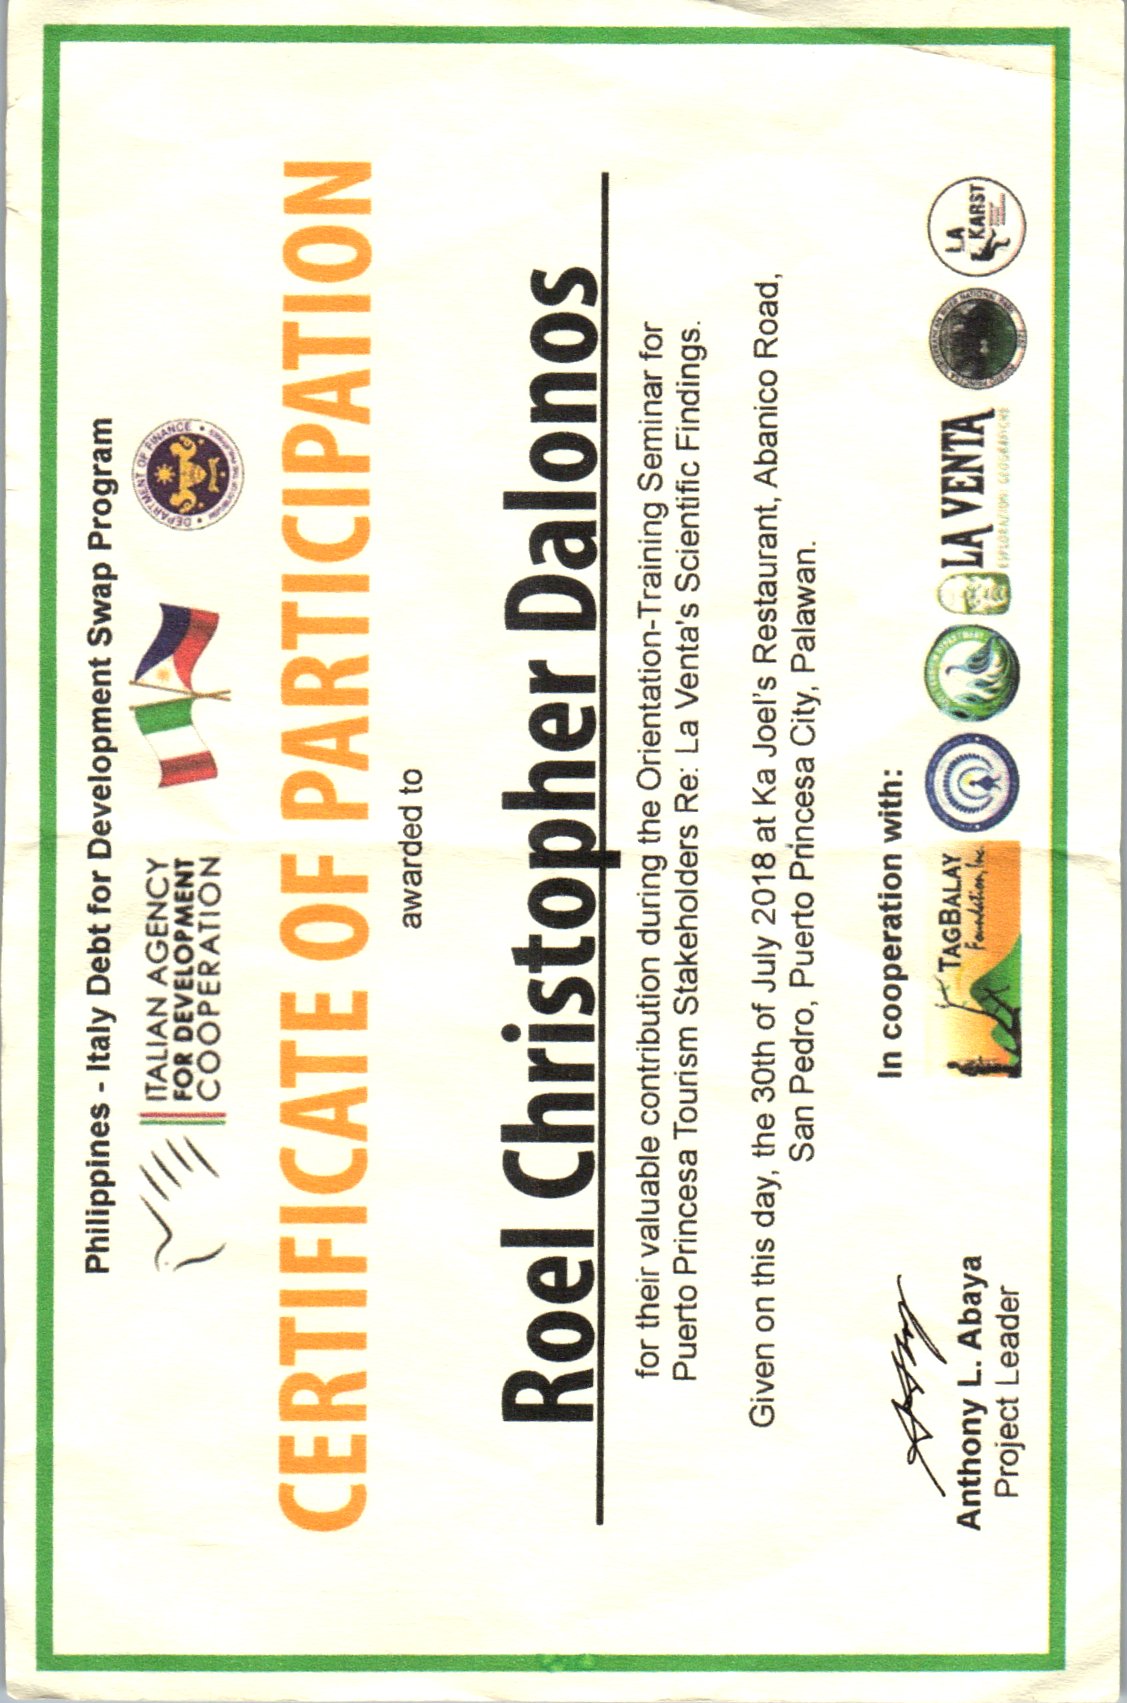 Philippines - Italy Debt for Development Swap Program
ITALIAN AGENCY
FOR DEVELOPMENT
COOPERATION
DEPARTMENT OF FINANCE
REPUBLIC OF THE PHILIPPINES
CERTIFICATE OF PARTICIPATION
awarded to
Roel Christopher Dalonos
for their valuable contribution during the Orientation-Training Seminar for
Puerto Princesa Tourism Stakeholders Re: La Venta's Scientific Findings.
Given on this day, the 30th of July 2018 at Ka Joel's Restaurant, Abanico Road,
San Pedro, Puerto Princesa City, Palawan.
Anthony L. Abaya
Project Leader
In cooperation with:
TAGBALAY
Foundation, Inc.
LA VENTA
ESPLORAZIONI GEOGRAFICHE
LA
KARST